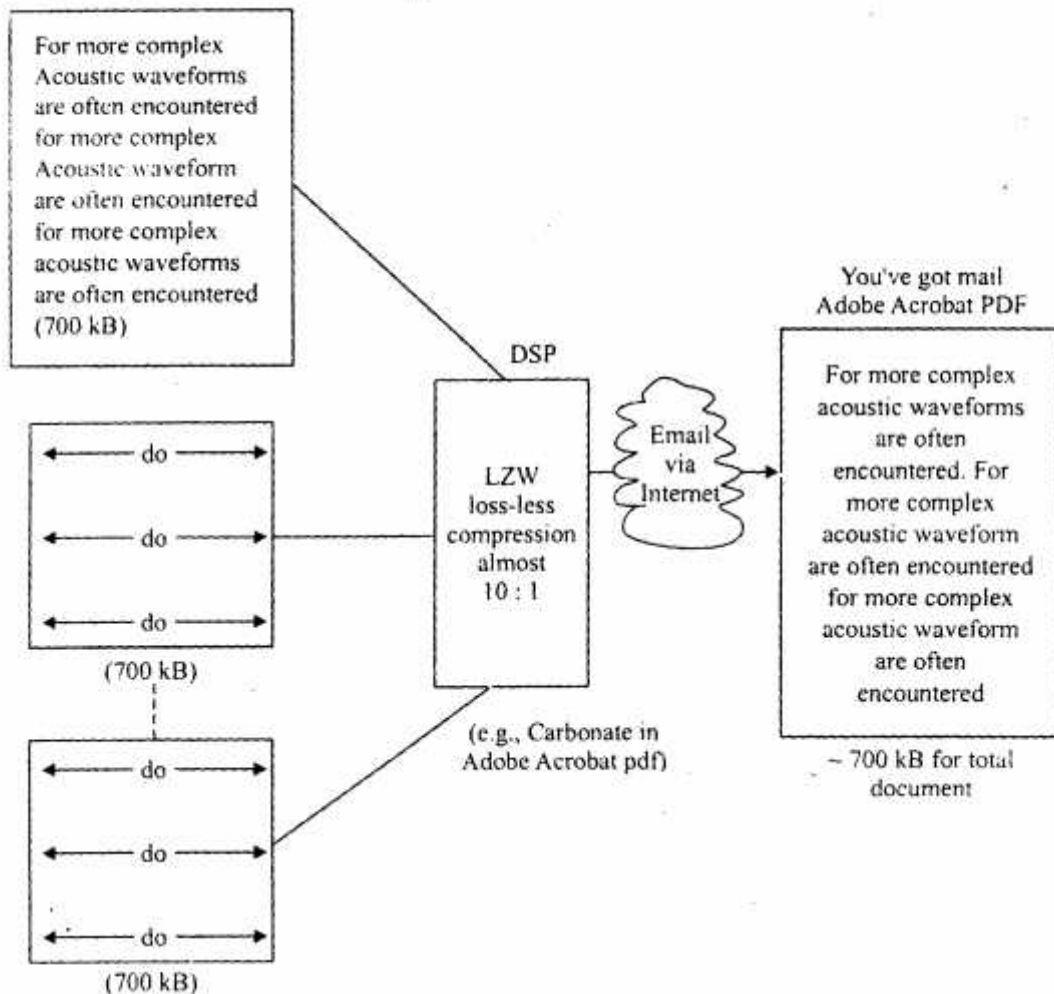 For more complex
Acoustic waveforms
are often encountered
for more complex
Acoustic waveform
are often encountered
for more complex
acoustic waveforms
are often encountered
(700 kB)
do
do
do
(700 kB)
do
do
do
(700 kB)
DSP
LZW
loss-less
compression
almost
10 : 1
(e.g., Carbonate in
Adobe Acrobat pdf)
Email
via
Internet
You've got mail
Adobe Acrobat PDF
For more complex
acoustic waveforms
are often
encountered. For
more complex
acoustic waveform
are often encountered
for more complex
acoustic waveform
are often
encountered
~ 700 kB for total
document